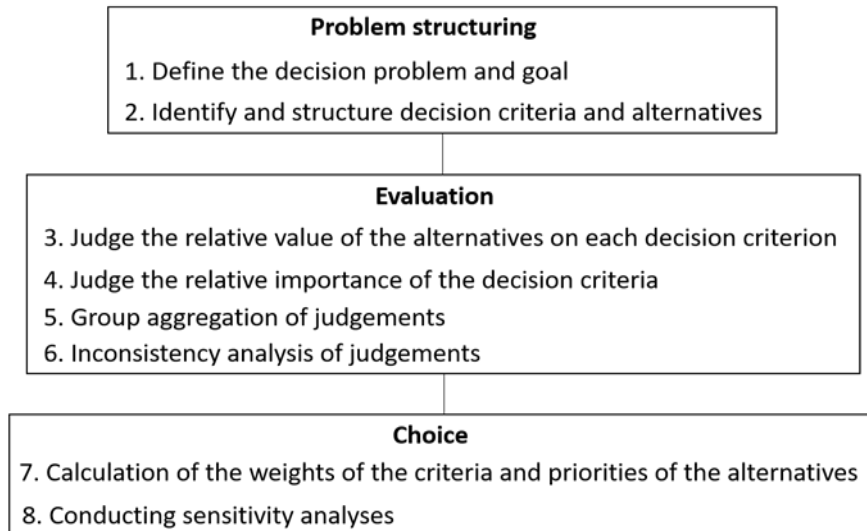 Problem structuring
1. Define the decision problem and goal
2. Identify and structure decision criteria and alternatives
Evaluation
3. Judge the relative value of the alternatives on each decision criterion
4. Judge the relative importance of the decision criteria
5. Group aggregation of judgements
6. Inconsistency analysis of judgements
Choice
7. Calculation of the weights of the criteria and priorities of the alternatives
8. Conducting sensitivity analyses